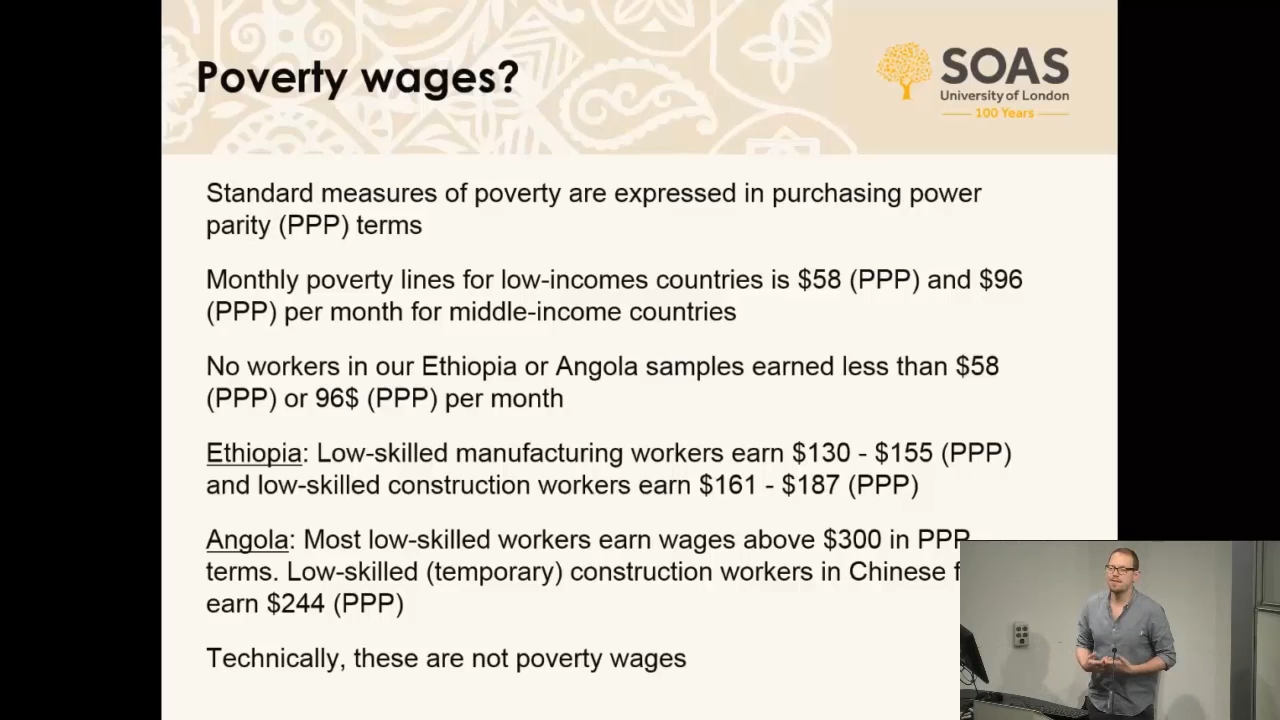 Poverty wages?
SOAS
University of London
100 Years
Standard measures of poverty are expressed in purchasing power
parity (PPP) terms
Monthly poverty lines for low-incomes countries is $58 (PPP) and $96
(PPP) per month for middle-income countries
No workers in our Ethiopia or Angola samples earned less than $58
(PPP) or 96$ (PPP) per month
Ethiopia: Low-skilled manufacturing workers earn $130 - $155 (PPP)
and low-skilled construction workers earn $161 - $187 (PPP)
Angola: Most low-skilled workers earn wages above $300 in PPP
terms. Low-skilled (temporary) construction workers in Chinese
earn $244 (PPP)
Technically, these are not poverty wages